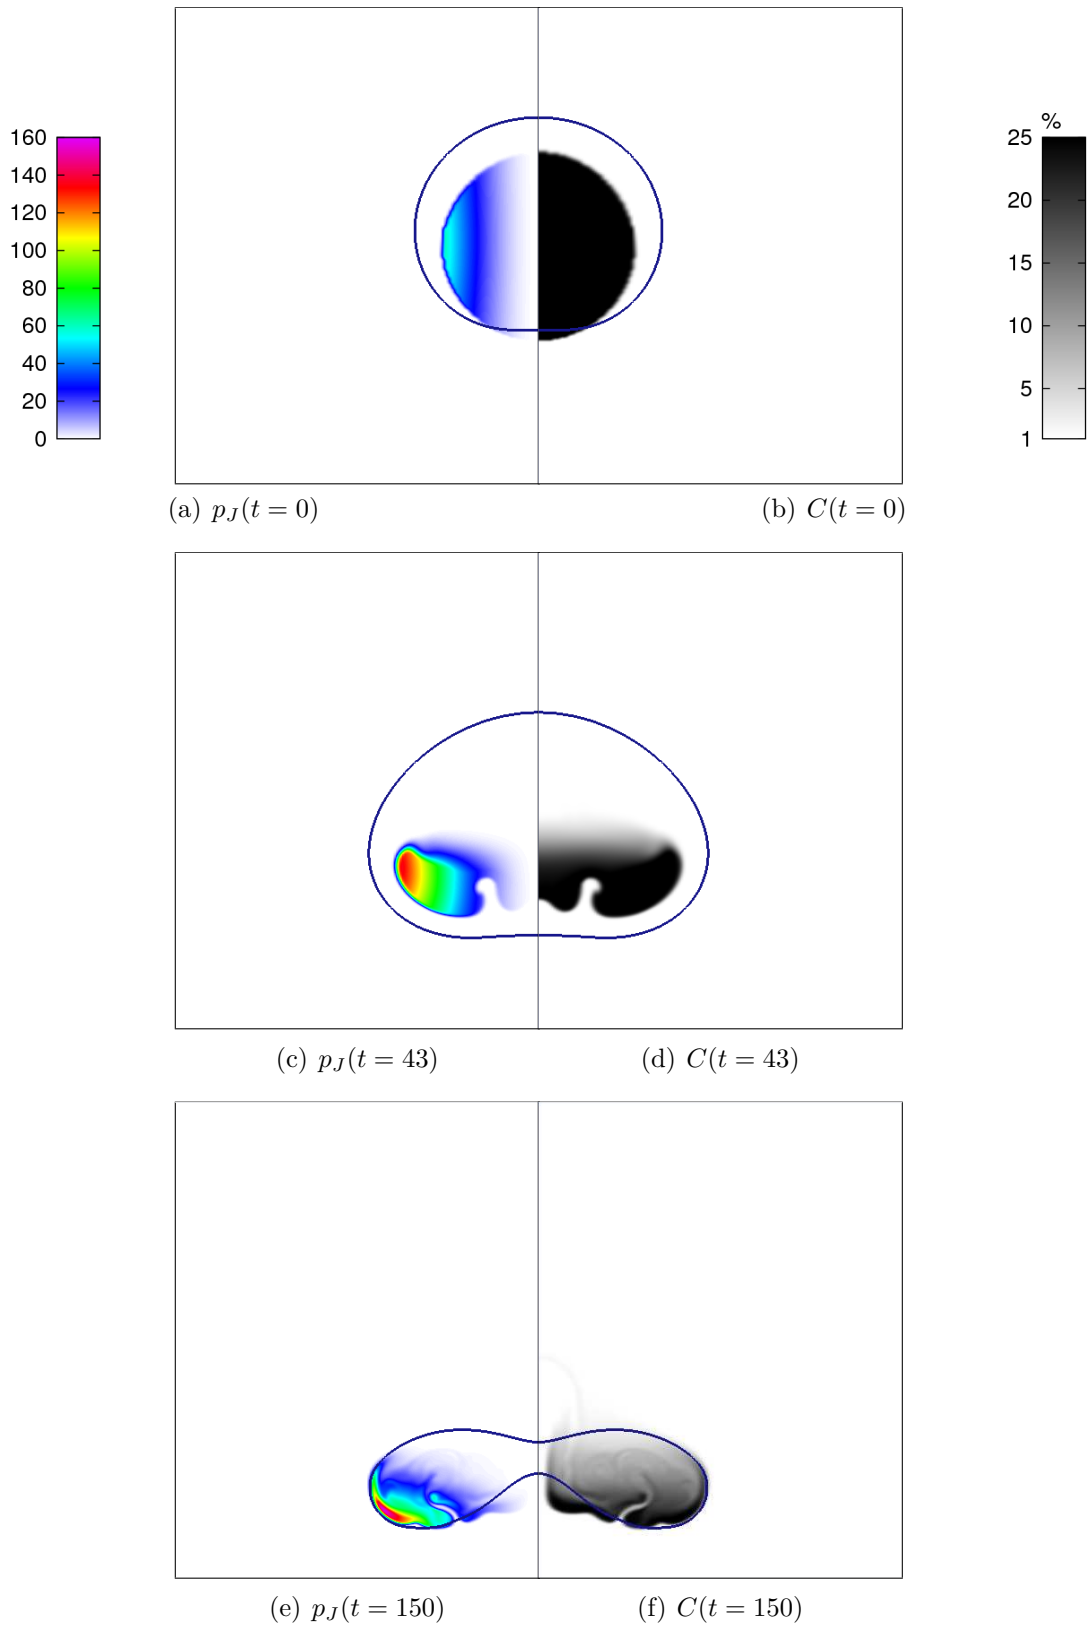 160
140
120
100
80
60
40
20
0
%
25
20
15
10
5
1
(a) p_J(t = 0)
(b) C(t = 0)
(c) p_J(t = 43)
(d) C(t = 43)
(e) p_J(t = 150)
(f) C(t = 150)